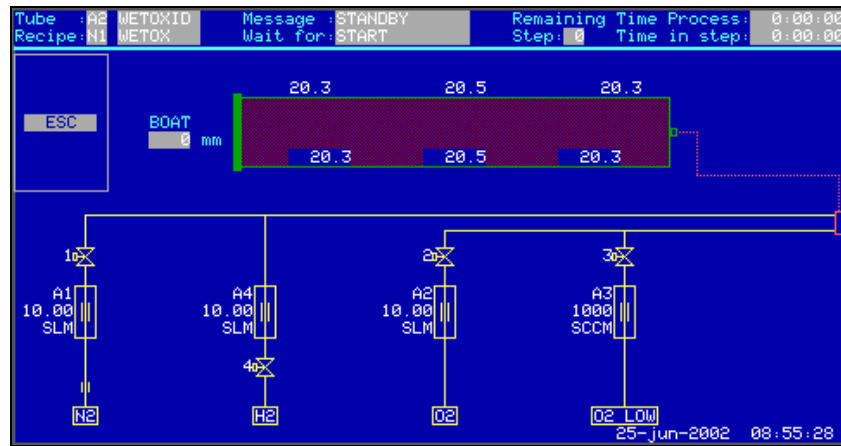 Tube :A2 WETOXID Message :STANDBY Remaining Time Process: 0:00:00
Recipe:N1 WETOX Wait for:START Step: 0 Time in step: 0:00:00
20.3 20.5 20.3
ESC
BOAT
0 mm
20.3 20.5 20.3
1 2 3
A1 A4 A2 A3
10.00 10.00 10.00 1000
SLM SLM SLM SCCM
4
N2 H2 O2 O2 LOW
25-jun-2002 08:55:28